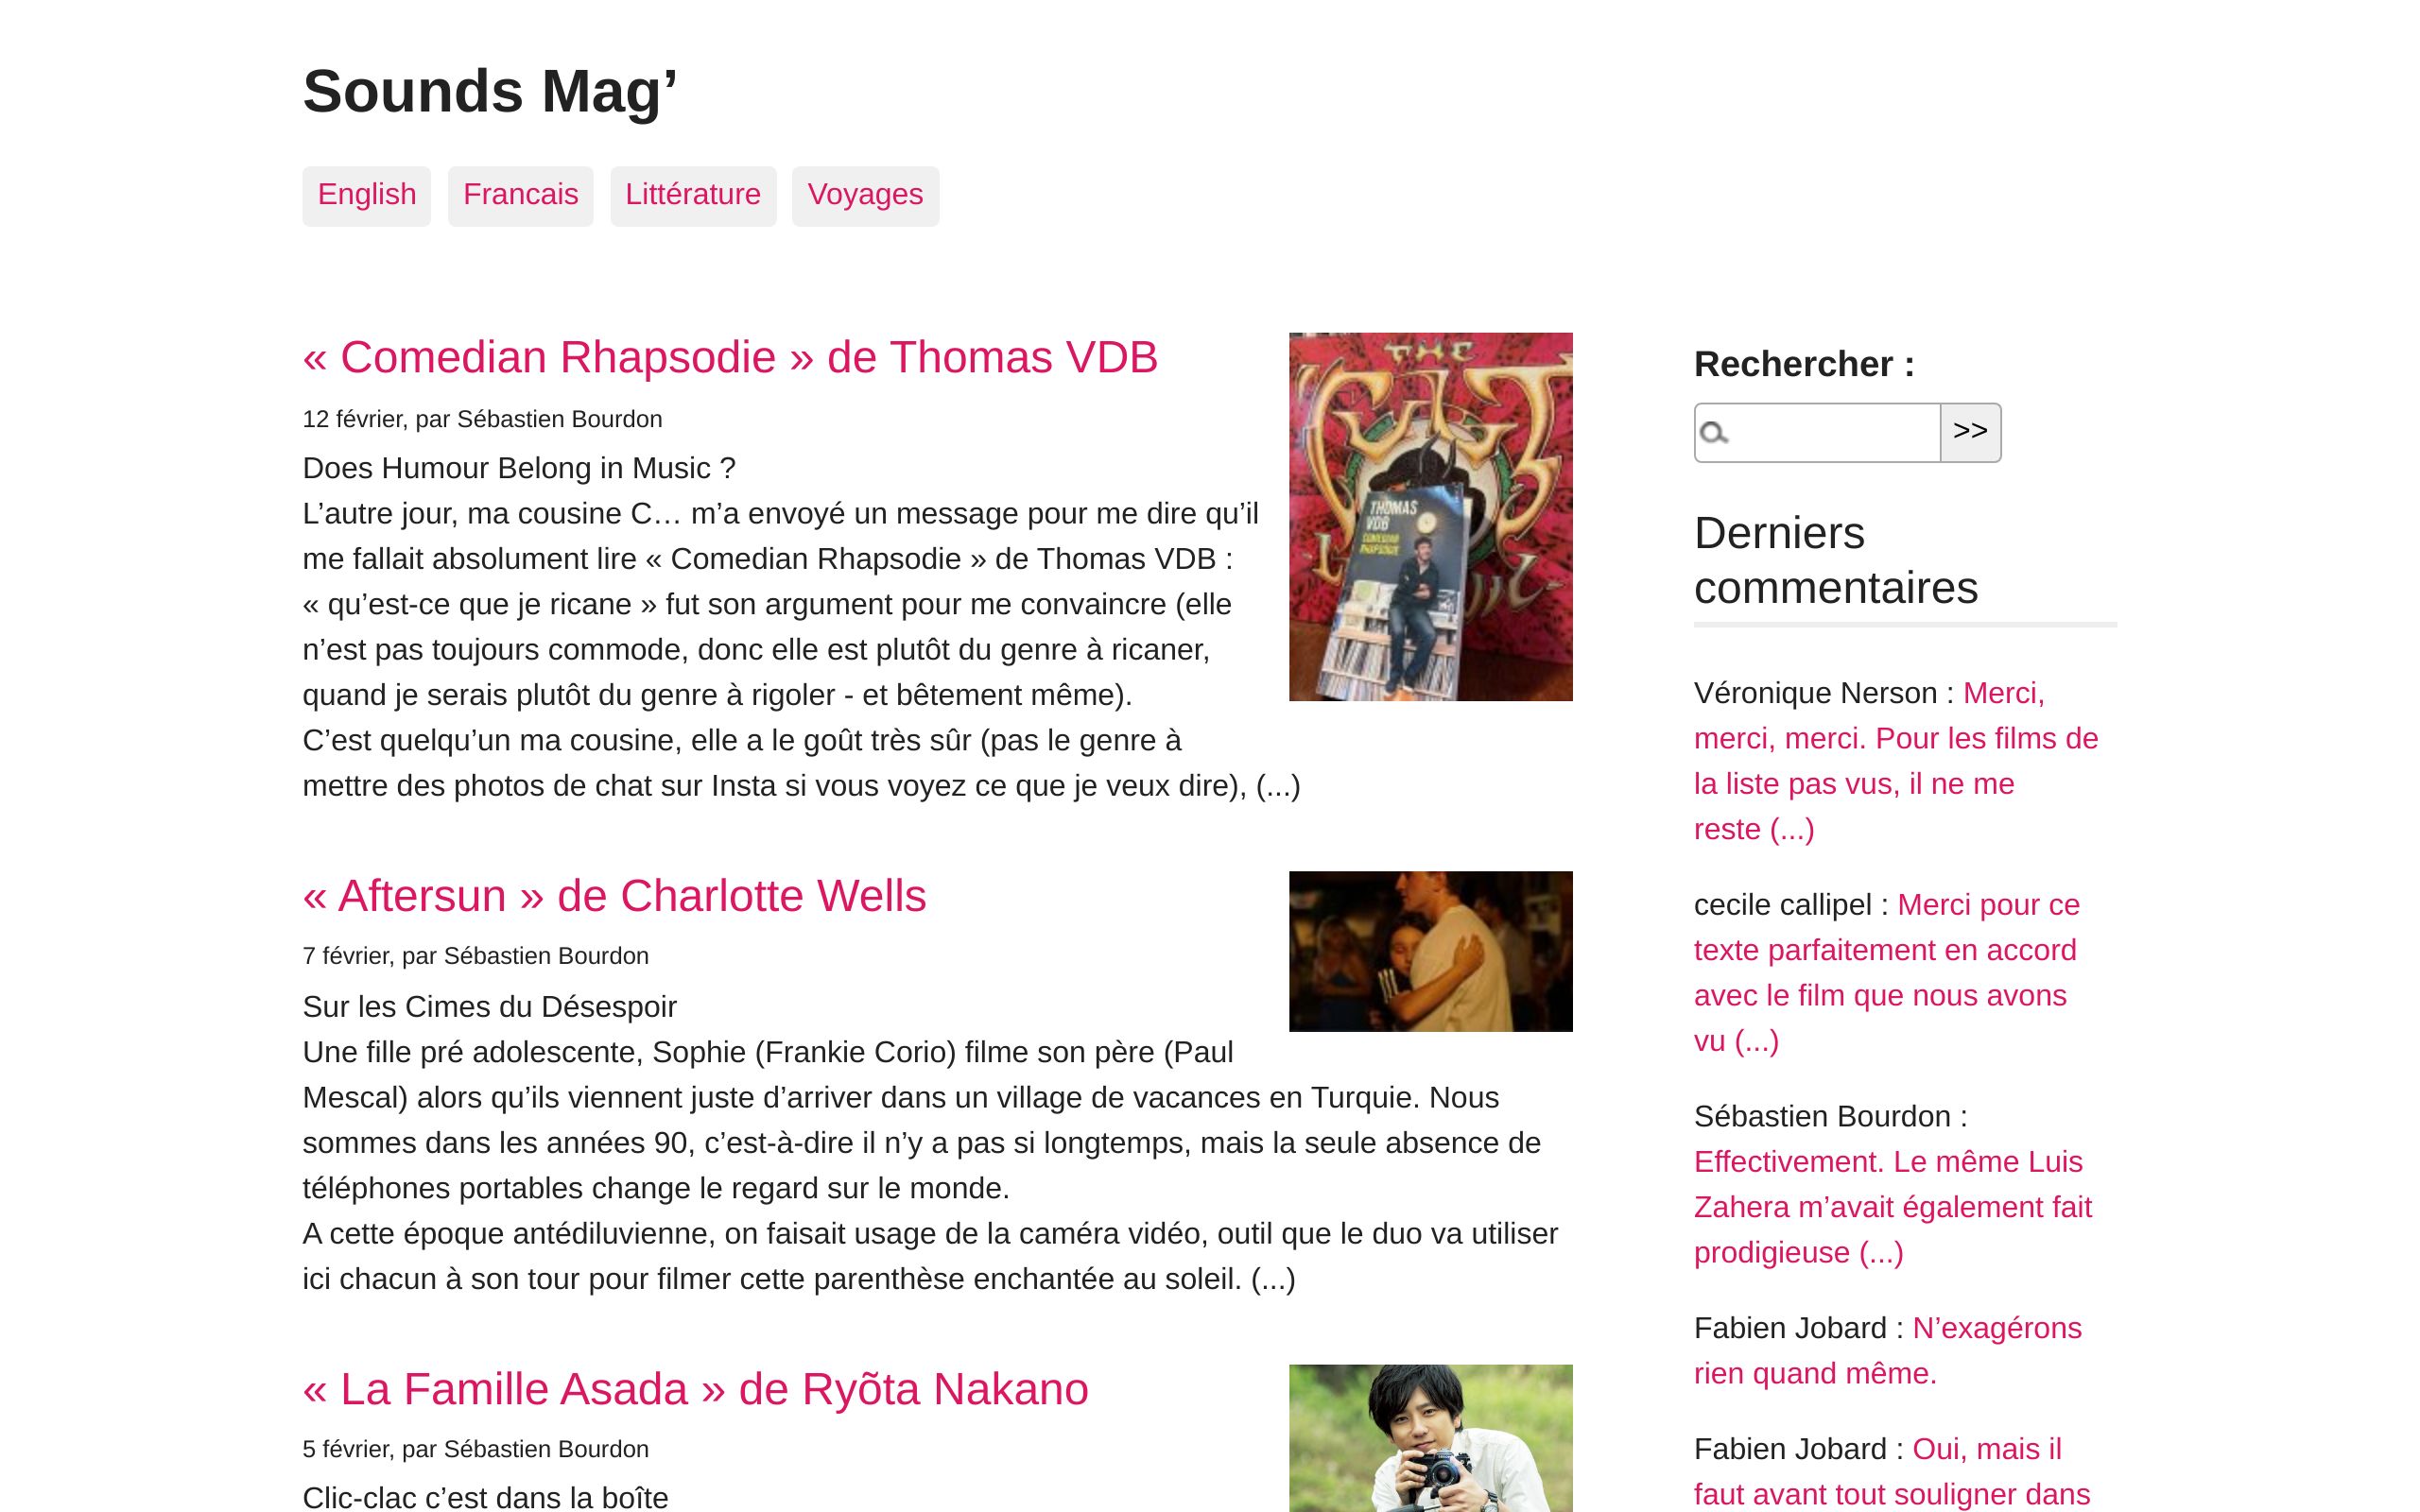 Sounds Mag’
English Francais Littérature Voyages
« Comedian Rhapsodie » de Thomas VDB
12 février, par Sébastien Bourdon
Does Humour Belong in Music ?
L’autre jour, ma cousine C… m’a envoyé un message pour me dire qu’il
me fallait absolument lire « Comedian Rhapsodie » de Thomas VDB :
« qu’est-ce que je ricane » fut son argument pour me convaincre (elle
n’est pas toujours commode, donc elle est plutôt du genre à ricaner,
quand je serais plutôt du genre à rigoler - et bêtement même).
C’est quelqu’un ma cousine, elle a le goût très sûr (pas le genre à
mettre des photos de chat sur Insta si vous voyez ce que je veux dire), (...)
THE
CULT
THOMAS
VDB
COMEDIAN
RHAPSODIE
« Aftersun » de Charlotte Wells
7 février, par Sébastien Bourdon
Sur les Cimes du Désespoir
Une fille pré adolescente, Sophie (Frankie Corio) filme son père (Paul
Mescal) alors qu’ils viennent juste d’arriver dans un village de vacances en Turquie. Nous
sommes dans les années 90, c’est-à-dire il n’y a pas si longtemps, mais la seule absence de
téléphones portables change le regard sur le monde.
A cette époque antédiluvienne, on faisait usage de la caméra vidéo, outil que le duo va utiliser
ici chacun à son tour pour filmer cette parenthèse enchantée au soleil. (...)
« La Famille Asada » de Ryõta Nakano
5 février, par Sébastien Bourdon
Clic-clac c’est dans la boîte
Rechercher :
>>
Derniers
commentaires
Véronique Nerson : Merci,
merci, merci. Pour les films de
la liste pas vus, il ne me
reste (...)
cecile callipel : Merci pour ce
texte parfaitement en accord
avec le film que nous avons
vu (...)
Sébastien Bourdon :
Effectivement. Le même Luis
Zahera m’avait également fait
prodigieuse (...)
Fabien Jobard : N’exagérons
rien quand même.
Fabien Jobard : Oui, mais il
faut avant tout souligner dans